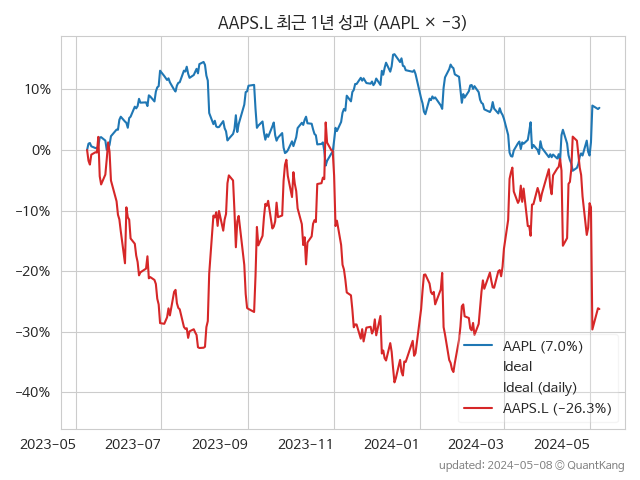 AAPS.L 최근 1년 성과 (AAPL × −3)
10%
0%
−10%
−20%
−30%
−40%
AAPL (7.0%)
Ideal
Ideal (daily)
AAPS.L (−26.3%)
2023-05 2023-07 2023-09 2023-11 2024-01 2024-03 2024-05
updated: 2024-05-08 © QuantKang